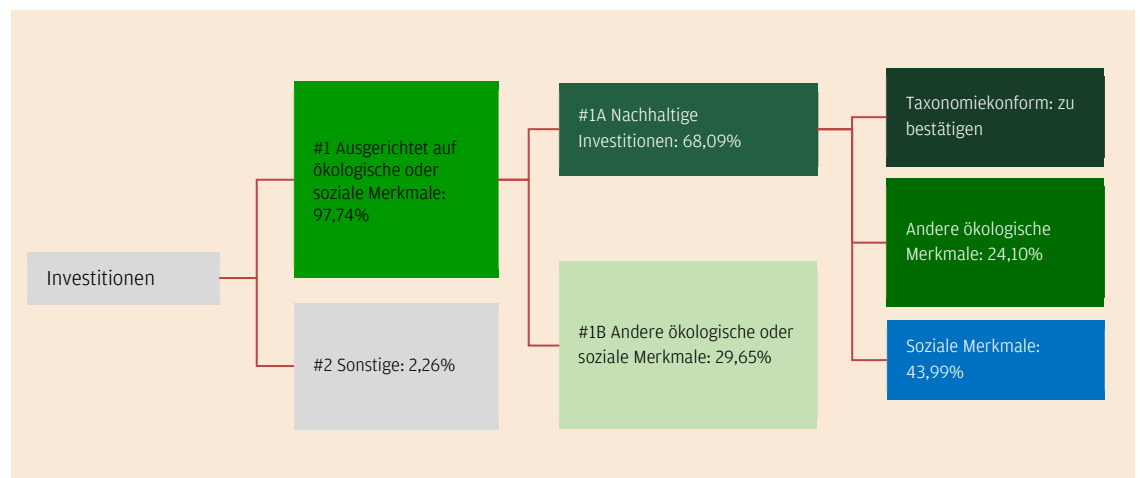 Investitionen
#1 Ausgerichtet auf
ökologische oder
soziale Merkmale:
97,74%
#2 Sonstige: 2,26%
#1A Nachhaltige
Investitionen: 68,09%
#1B Andere ökologische oder
soziale Merkmale: 29,65%
Taxonomiekonform: zu
bestätigen
Andere ökologische
Merkmale: 24,10%
Soziale Merkmale:
43,99%